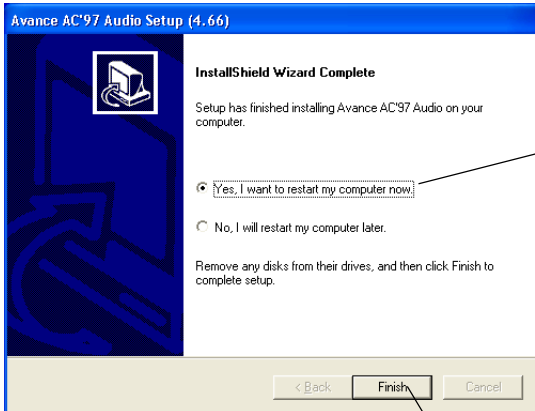 Avance AC'97 Audio Setup (4.66)
InstallShield Wizard Complete
Setup has finished installing Avance AC'97 Audio on your
computer.
Yes, I want to restart my computer now.
No, I will restart my computer later.
Remove any disks from their drives, and then click Finish to
complete setup.
< Back Finish Cancel